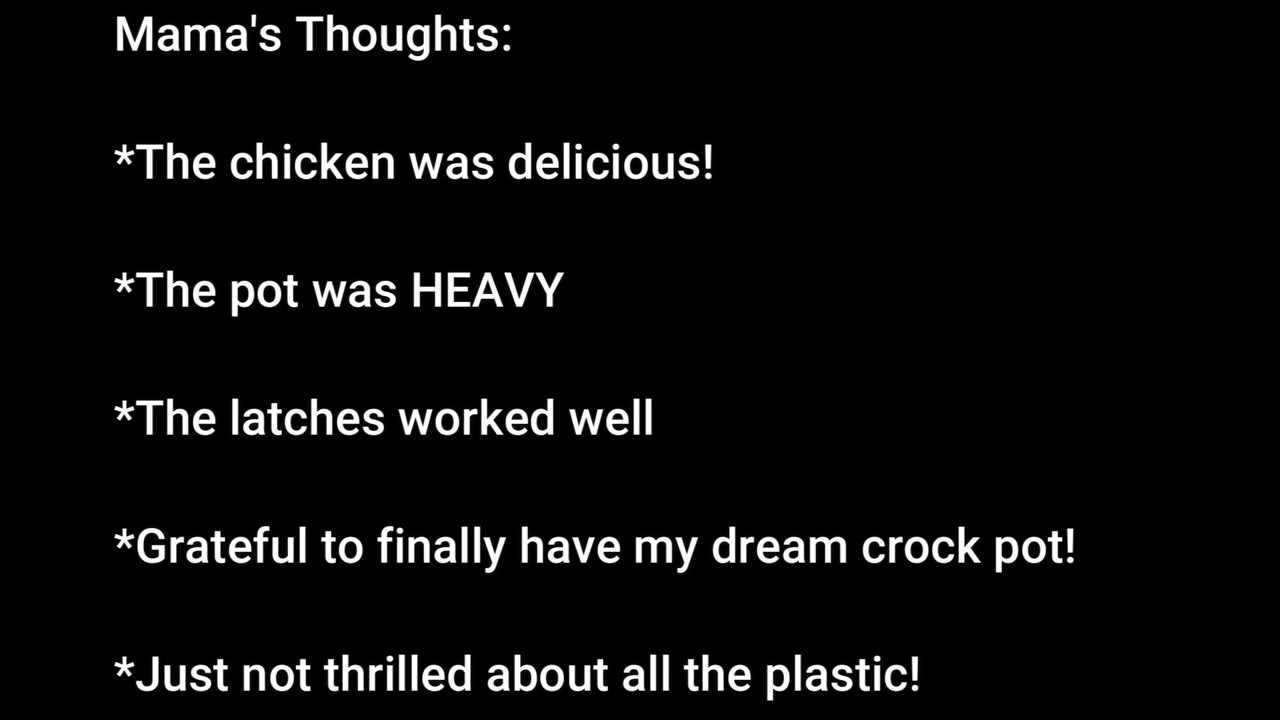 Mama's Thoughts:
*The chicken was delicious!
*The pot was HEAVY
*The latches worked well
*Grateful to finally have my dream crock pot!
*Just not thrilled about all the plastic!